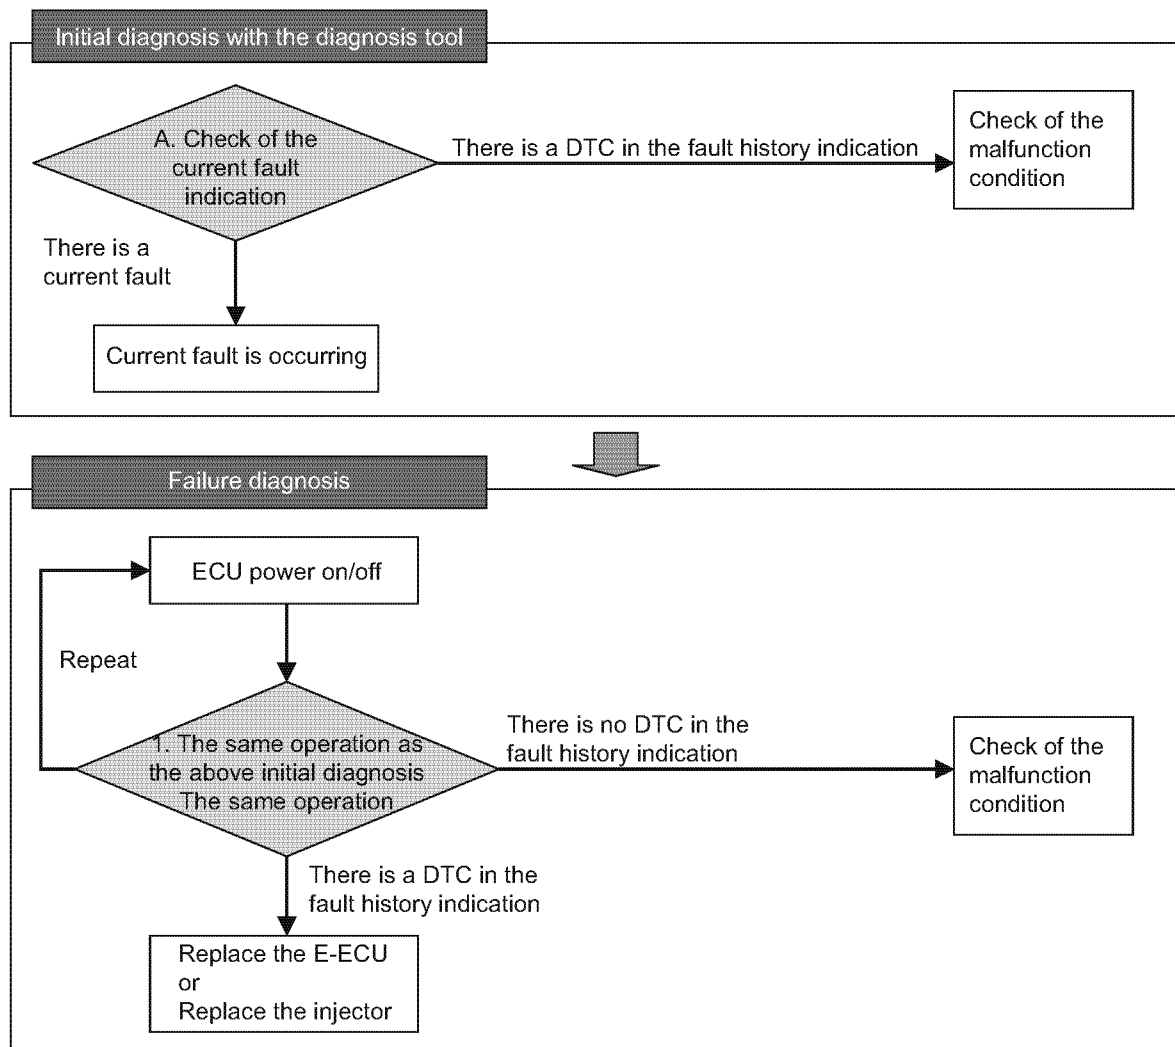 Initial diagnosis with the diagnosis tool
A. Check of the
current fault
indication
There is a DTC in the fault history indication
Check of the
malfunction
condition
There is a
current fault
Current fault is occurring
Failure diagnosis
ECU power on/off
Repeat
1. The same operation as
the above initial diagnosis
The same operation
There is no DTC in the
fault history indication
Check of the
malfunction
condition
There is a DTC in the
fault history indication
Replace the E-ECU
or
Replace the injector